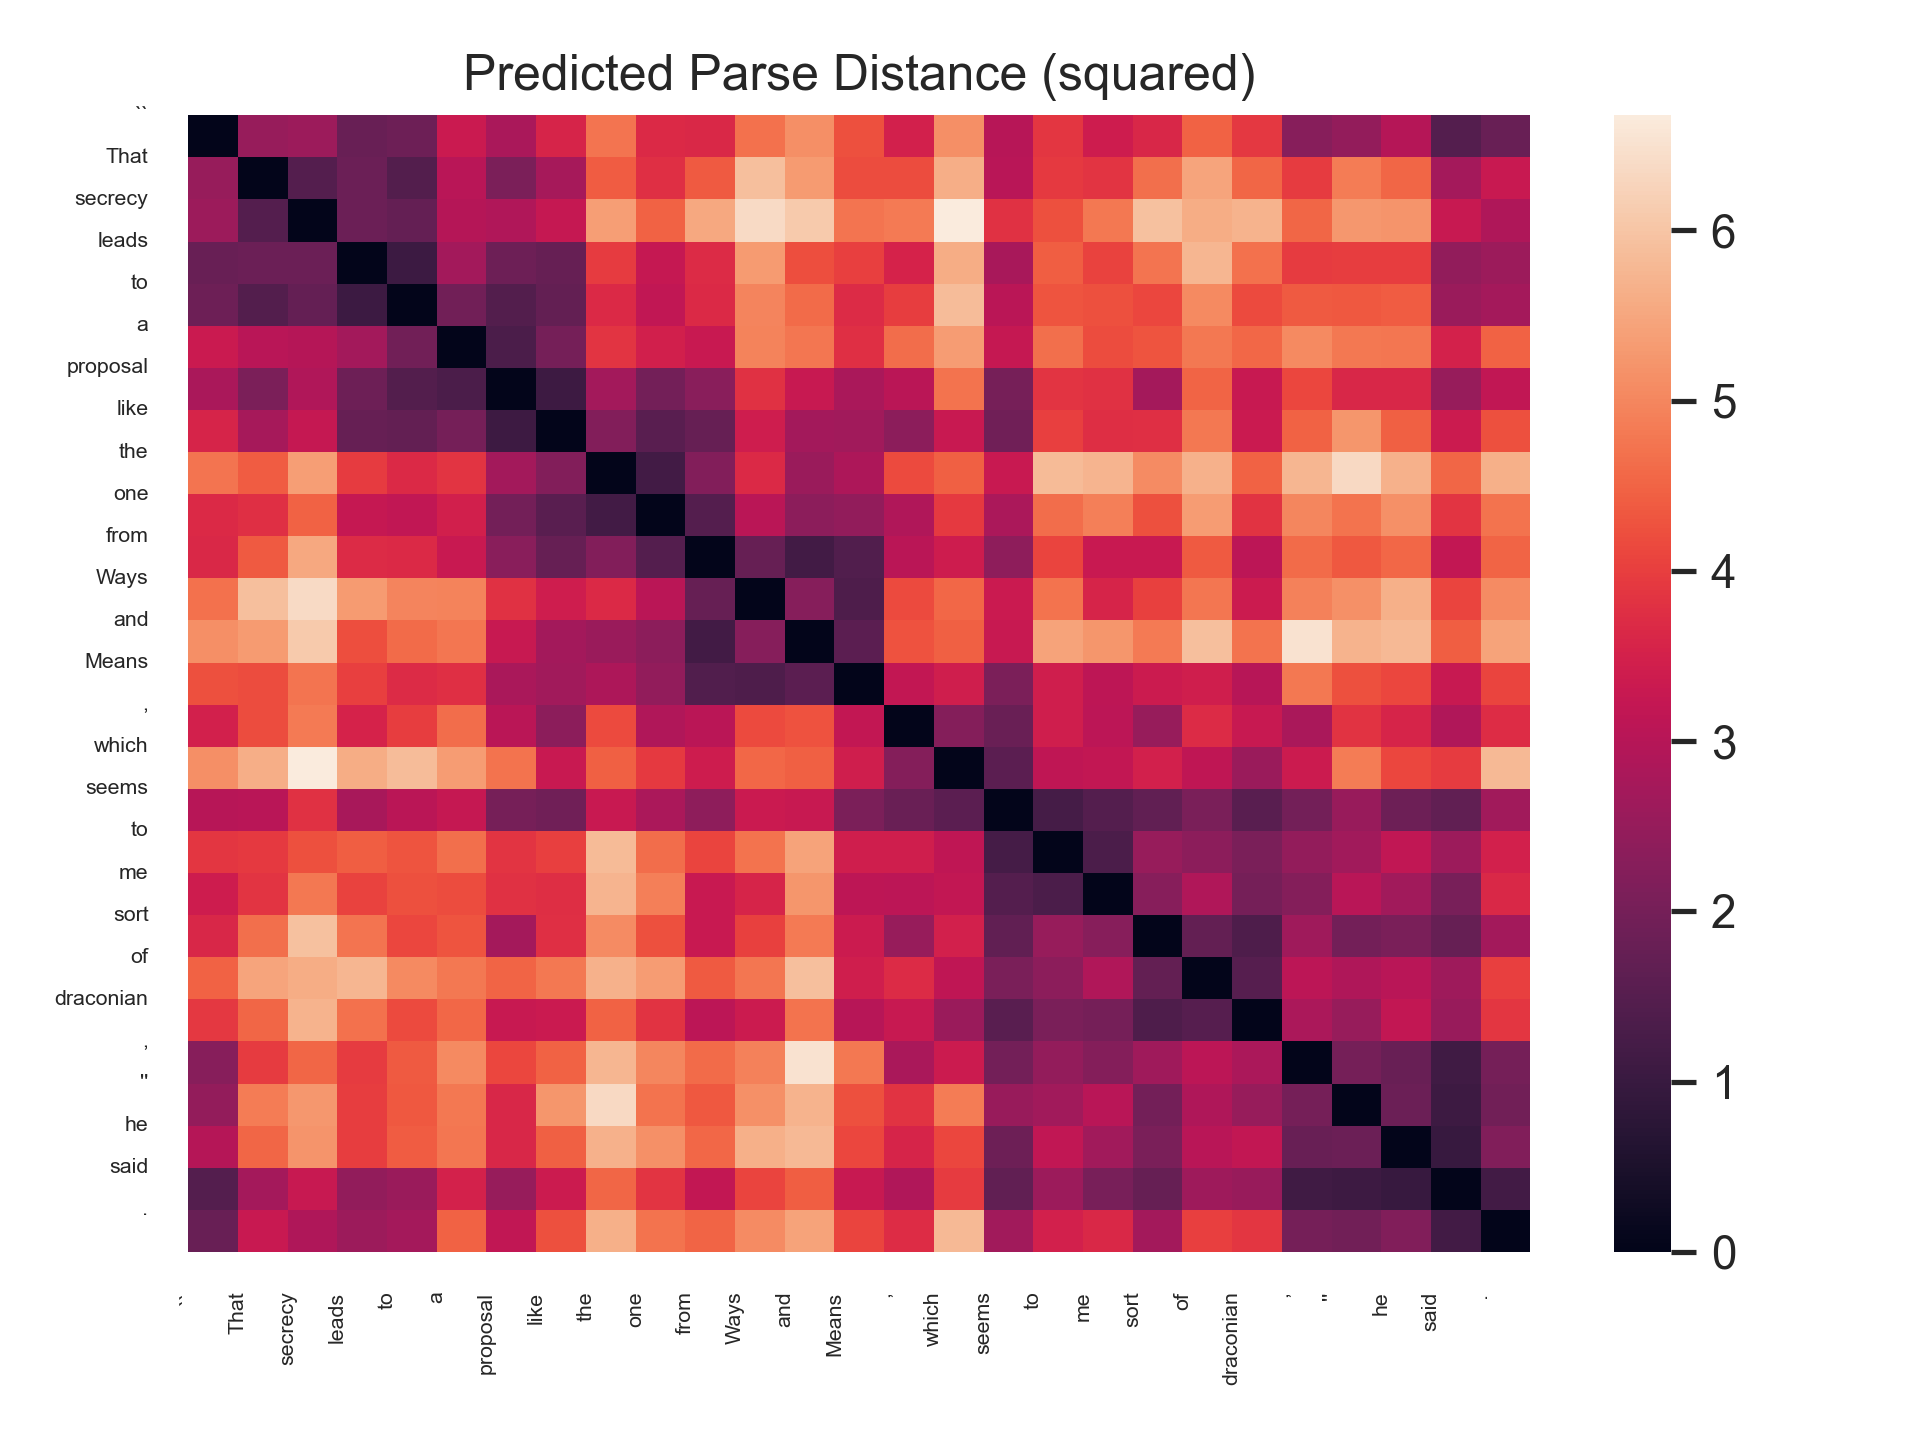 Predicted Parse Distance (squared)
``
That
secrecy
leads
to
a
proposal
like
the
one
from
Ways
and
Means
,
which
seems
to
me
sort
of
draconian
,
''
he
said
.
6
5
4
3
2
1
0
``
That
secrecy
leads
to
a
proposal
like
the
one
from
Ways
and
Means
,
which
seems
to
me
sort
of
draconian
,
''
he
said
.